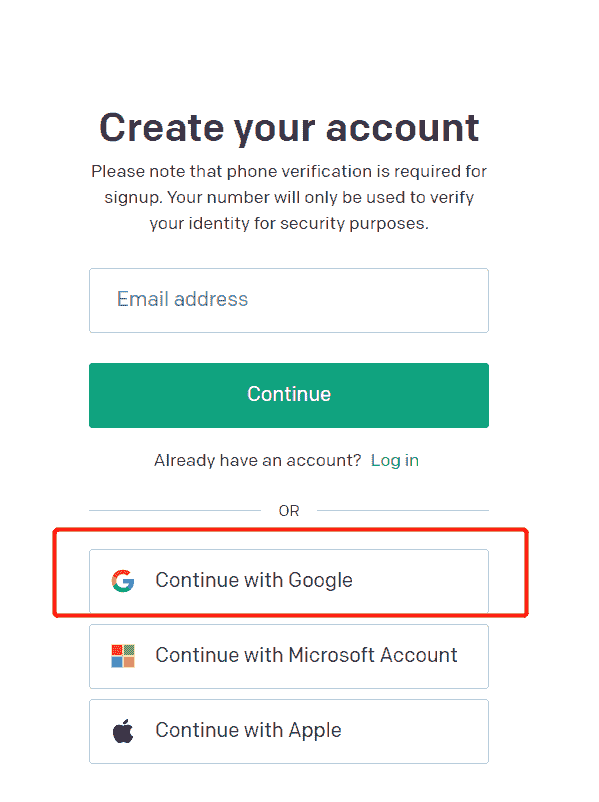 Create your account
Please note that phone verification is required for
signup. Your number will only be used to verify
your identity for security purposes.
Email address
Continue
Already have an account? Log in
OR
Continue with Google
Continue with Microsoft Account
Continue with Apple